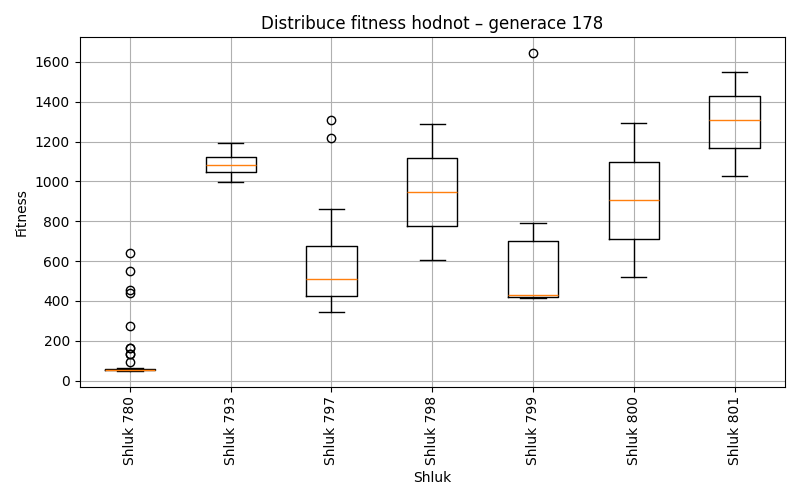 Distribuce fitness hodnot – generace 178
Fitness
1600
1400
1200
1000
800
600
400
200
0
Shluk 780
Shluk 793
Shluk 797
Shluk 798
Shluk 799
Shluk 800
Shluk 801
Shluk